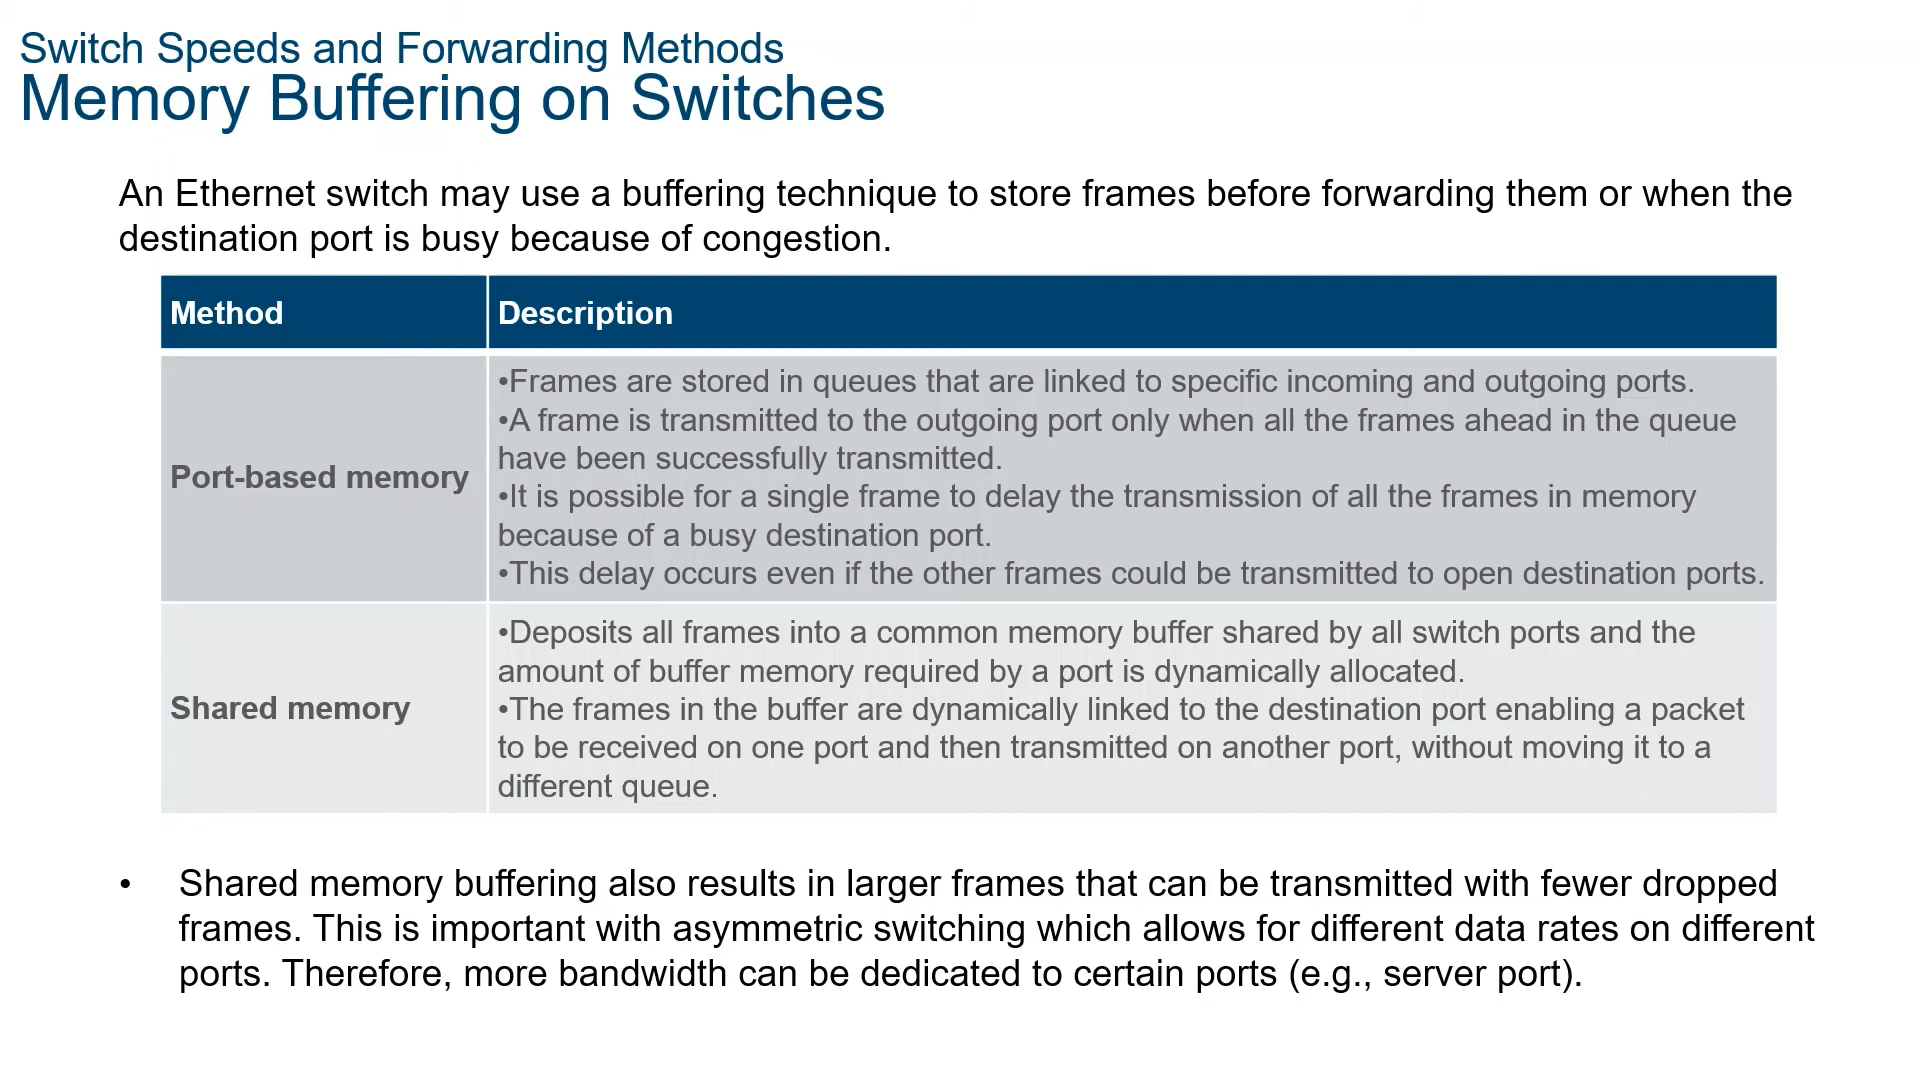 Switch Speeds and Forwarding Methods
Memory Buffering on Switches
An Ethernet switch may use a buffering technique to store frames before forwarding them or when the
destination port is busy because of congestion.
Method
Description
Port-based memory
•Frames are stored in queues that are linked to specific incoming and outgoing ports.
•A frame is transmitted to the outgoing port only when all the frames ahead in the queue
have been successfully transmitted.
•It is possible for a single frame to delay the transmission of all the frames in memory
because of a busy destination port.
•This delay occurs even if the other frames could be transmitted to open destination ports.
Shared memory
•Deposits all frames into a common memory buffer shared by all switch ports and the
amount of buffer memory required by a port is dynamically allocated.
•The frames in the buffer are dynamically linked to the destination port enabling a packet
to be received on one port and then transmitted on another port, without moving it to a
different queue.
• Shared memory buffering also results in larger frames that can be transmitted with fewer dropped
frames. This is important with asymmetric switching which allows for different data rates on different
ports. Therefore, more bandwidth can be dedicated to certain ports (e.g., server port).